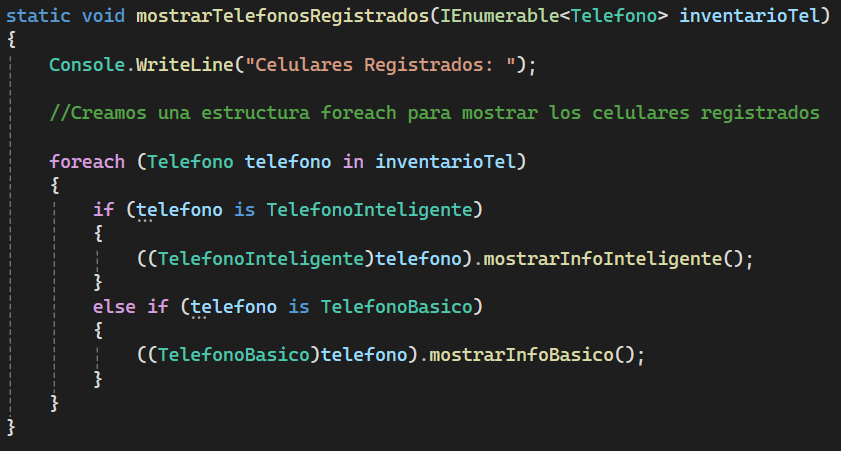 static void mostrarTelefonosRegistrados(IEnumerable<Telefono> inventarioTel)
{
    Console.WriteLine("Celulares Registrados: ");
    //Creamos una estructura foreach para mostrar los celulares registrados
    foreach (Telefono telefono in inventarioTel)
    {
        if (telefono is TelefonoInteligente)
        {
            ((TelefonoInteligente)telefono).mostrarInfoInteligente();
        }
        else if (telefono is TelefonoBasico)
        {
            ((TelefonoBasico)telefono).mostrarInfoBasico();
        }
    }
}